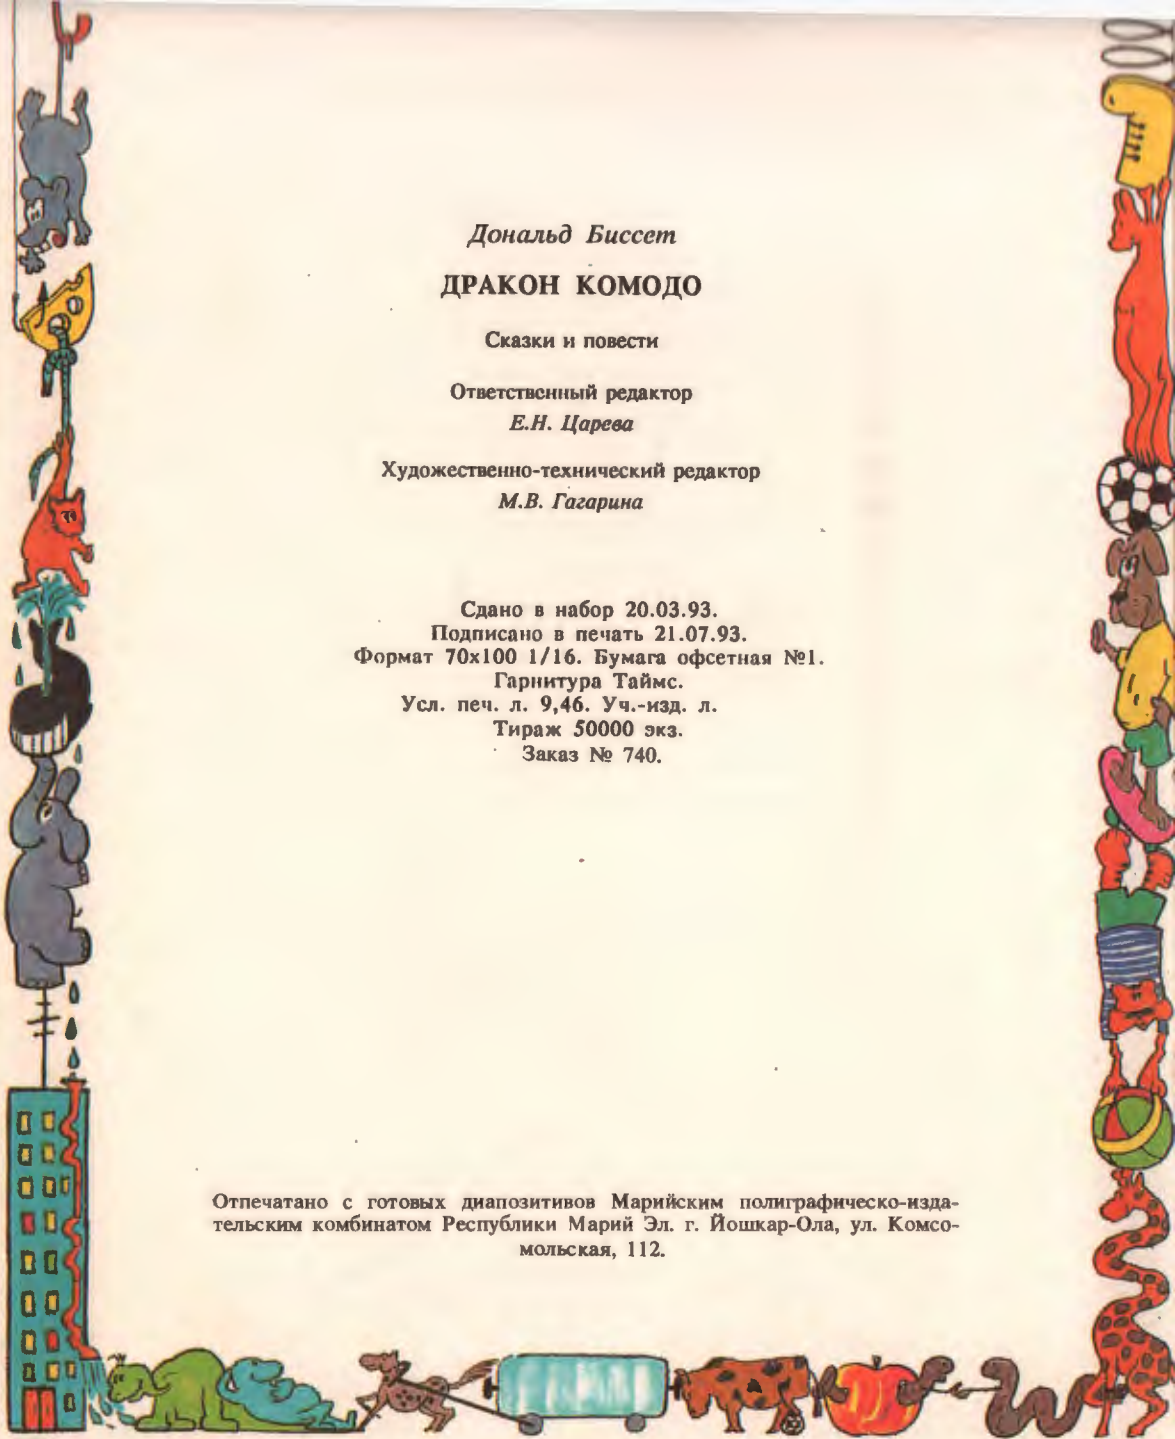 Дональд Биссет
ДРАКОН КОМОДО
Сказки и повести
Ответственный редактор
Е.Н. Царева
Художественно-технический редактор
М.В. Гагарина
Сдано в набор 20.03.93.
Подписано в печать 21.07.93.
Формат 70х100 1/16. Бумага офсетная №1.
Гарнитура Таймс.
Усл. печ. л. 9,46. Уч.-изд. л.
Тираж 50000 экз.
Заказ № 740.
Отпечатано с готовых диапозитивов Марийским полиграфическо-изда-
тельским комбинатом Республики Марий Эл. г. Йошкар-Ола, ул. Комсо-
мольская, 112.